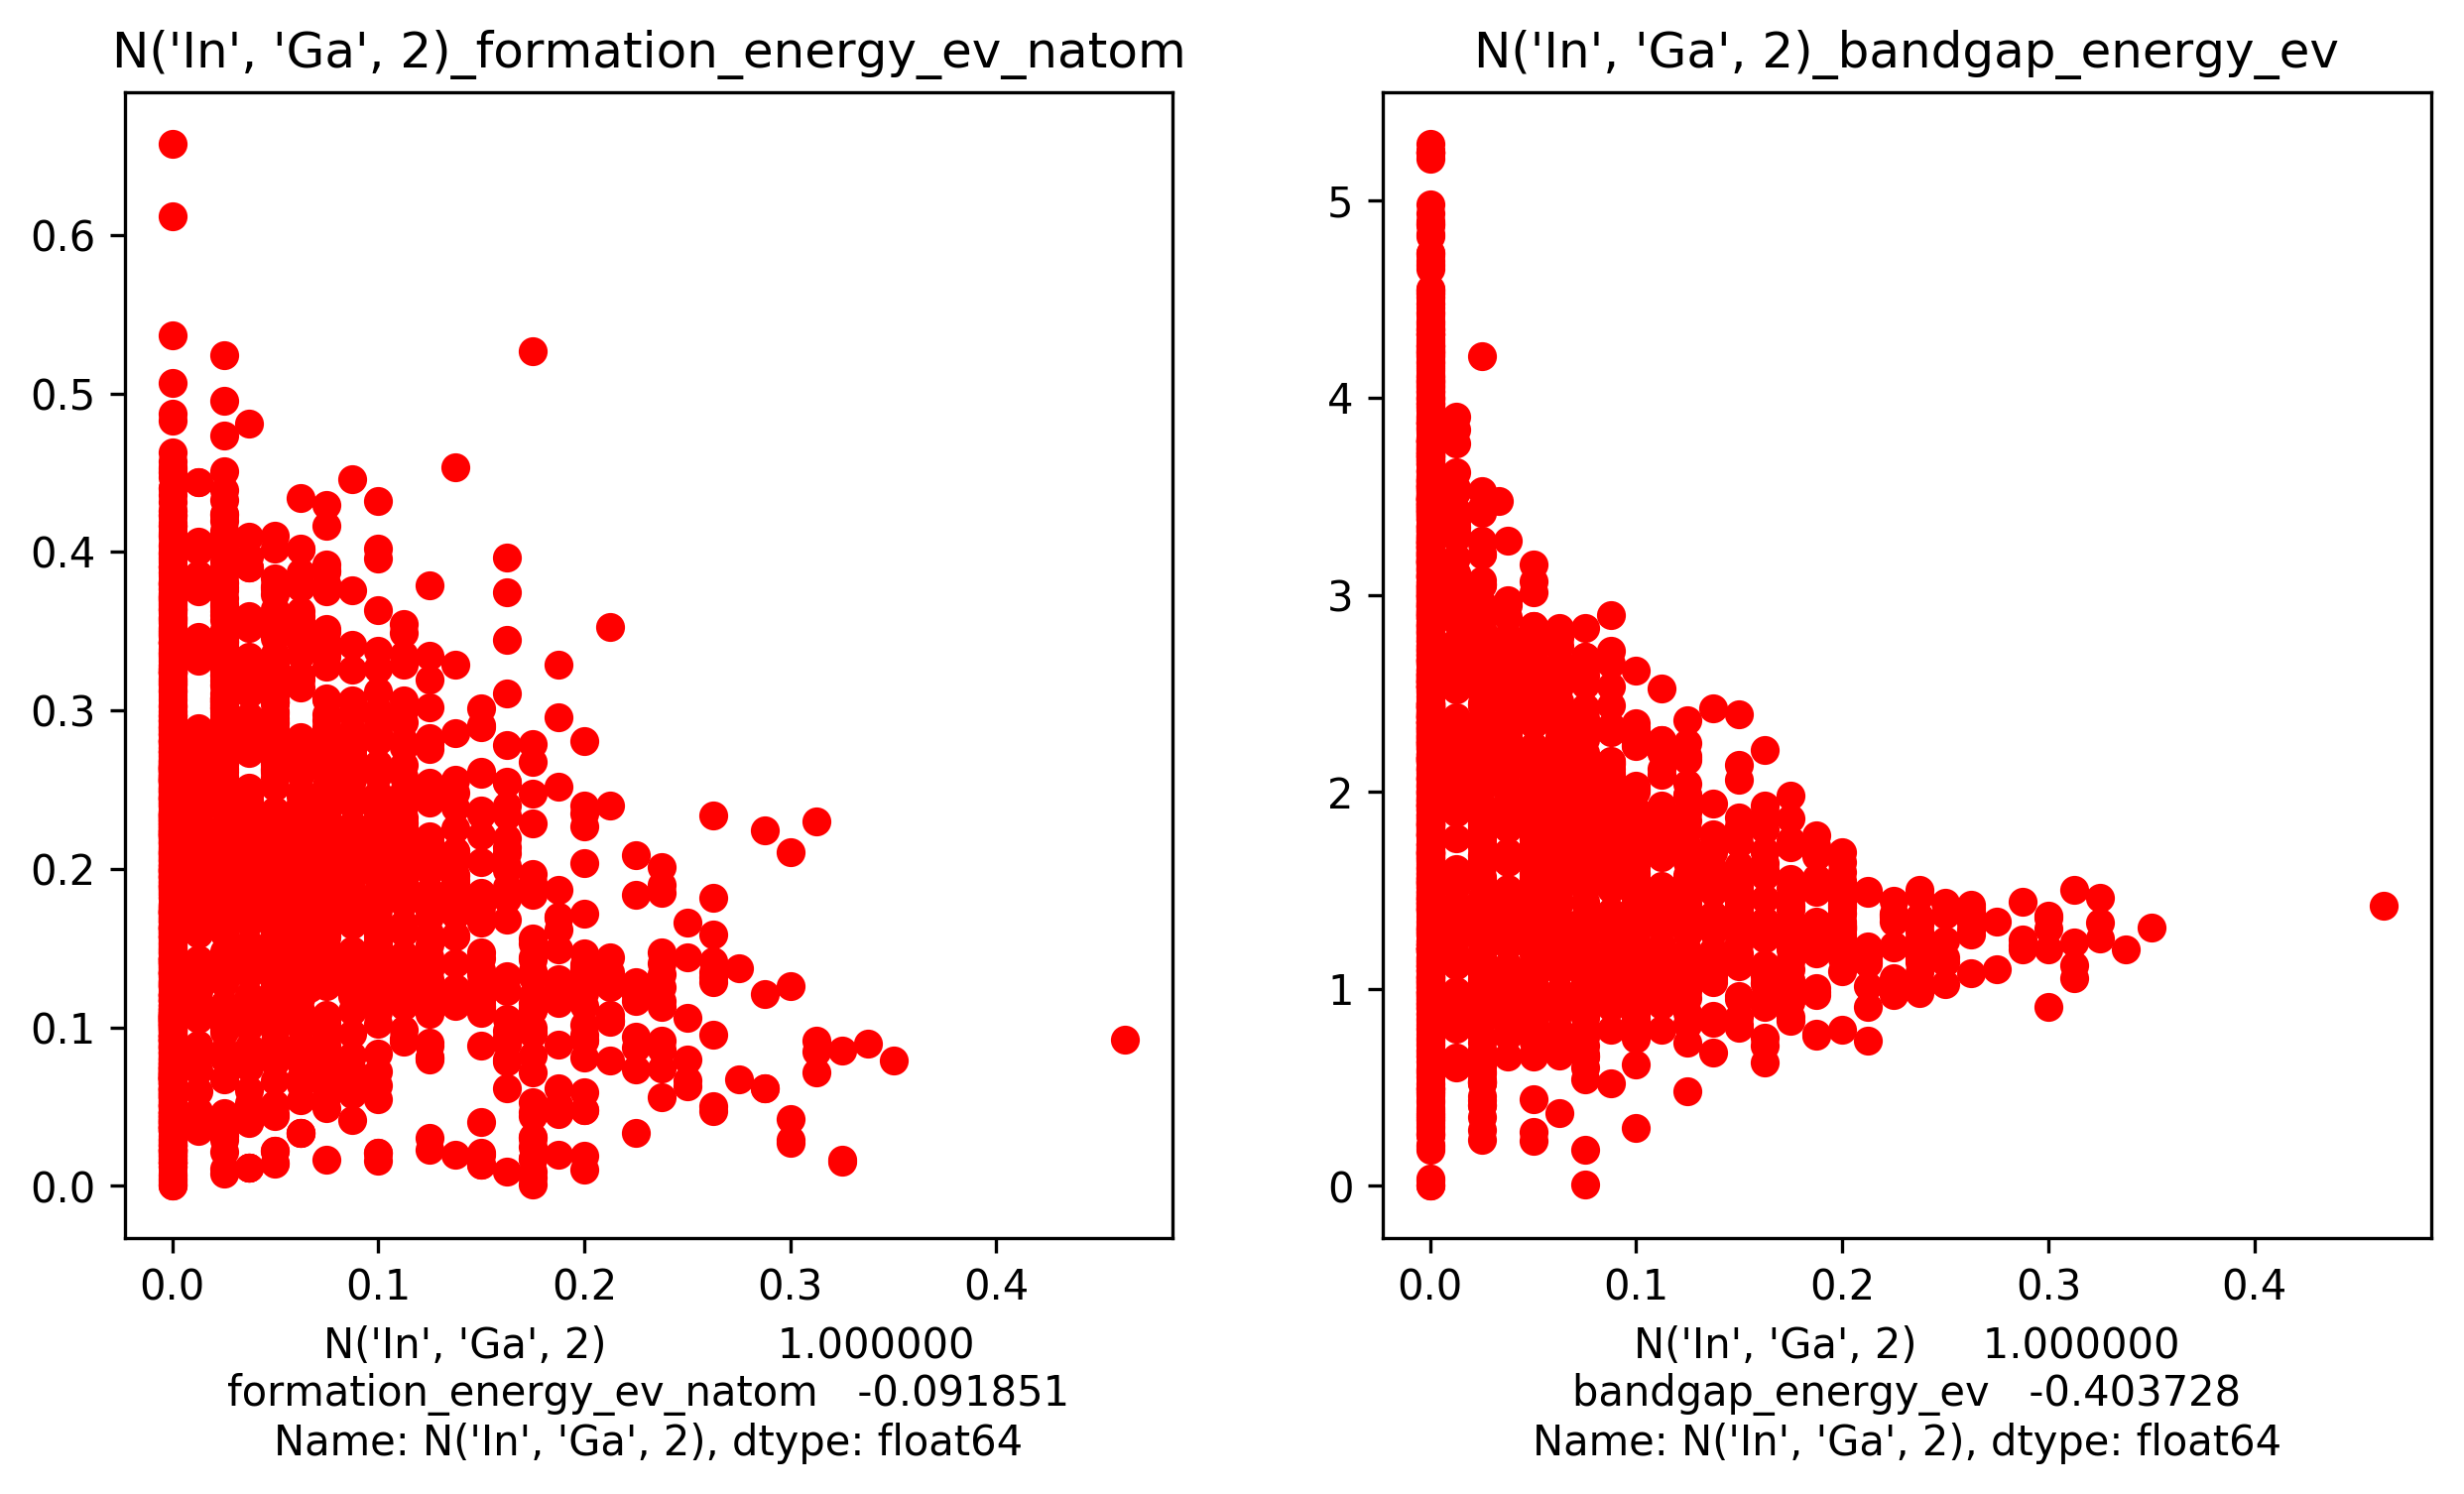 N('In', 'Ga', 2)_formation_energy_ev_natom
0.6
0.5
0.4
0.3
0.2
0.1
0.0
0.0 0.1 0.2 0.3 0.4
N('In', 'Ga', 2) 1.000000
formation_energy_ev_natom -0.091851
Name: N('In', 'Ga', 2), dtype: float64
N('In', 'Ga', 2)_bandgap_energy_ev
5
4
3
2
1
0
0.0 0.1 0.2 0.3 0.4
N('In', 'Ga', 2) 1.000000
bandgap_energy_ev -0.403728
Name: N('In', 'Ga', 2), dtype: float64